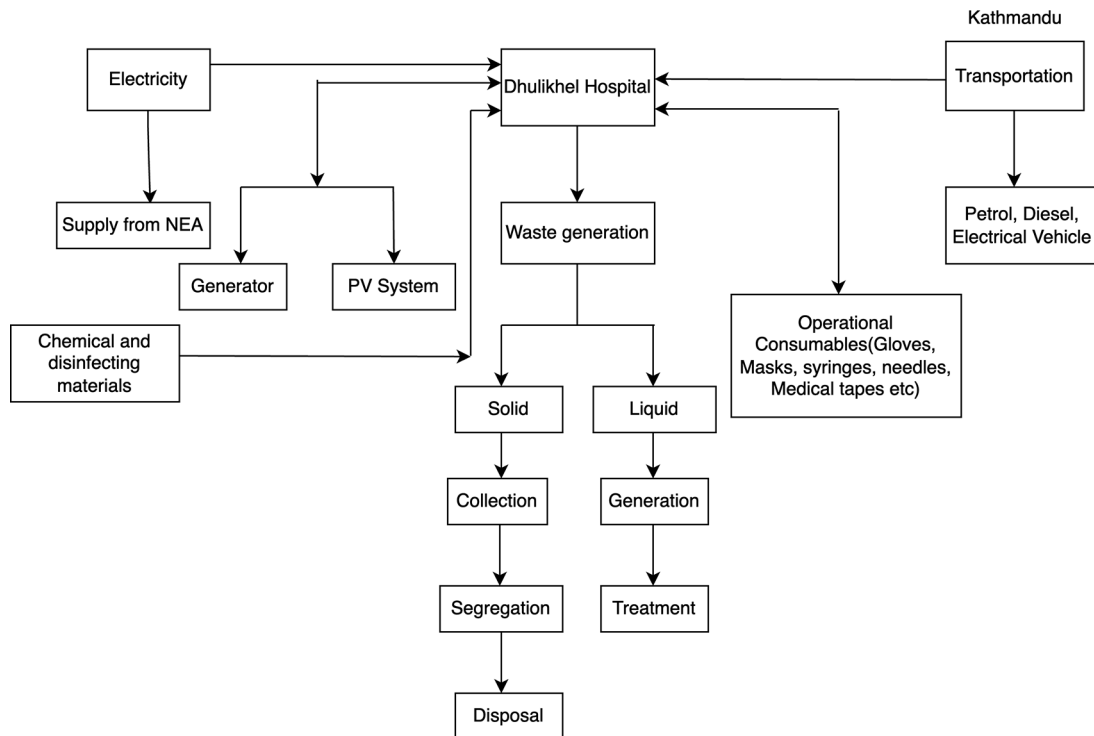 Kathmandu
Electricity
Dhulikhel Hospital
Transportation
Supply from NEA
Waste generation
Petrol, Diesel,
Electrical Vehicle
Generator
PV System
Chemical and
disinfecting
materials
Operational
Consumables(Gloves,
Masks, syringes, needles,
Medical tapes etc)
Solid
Liquid
Collection
Generation
Segregation
Treatment
Disposal